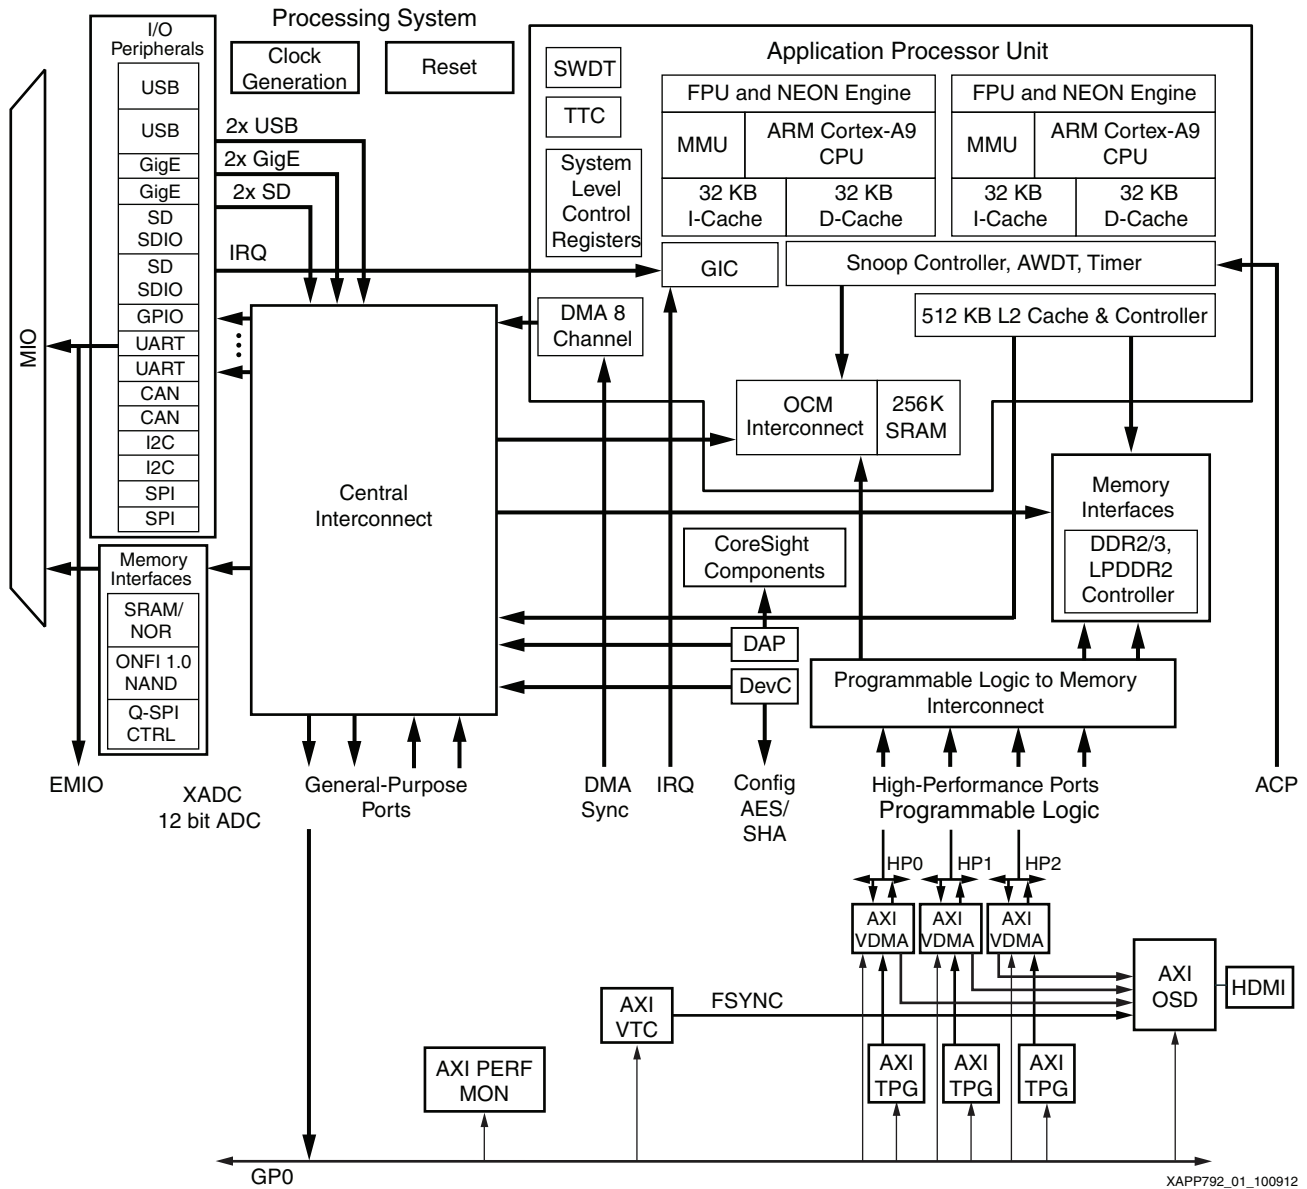 Processing System
I/O
Peripherals
USB
USB
GigE
GigE
SD
SDIO
SD
SDIO
GPIO
UART
UART
CAN
CAN
I2C
I2C
SPI
SPI
MIO
Clock
Generation
Reset
2x USB
2x GigE
2x SD
IRQ
Application Processor Unit
SWDT
TTC
System
Level
Control
Registers
FPU and NEON Engine
MMU
ARM Cortex-A9
CPU
32 KB
I-Cache
32 KB
D-Cache
FPU and NEON Engine
MMU
ARM Cortex-A9
CPU
32 KB
I-Cache
32 KB
D-Cache
GIC
Snoop Controller, AWDT, Timer
DMA 8
Channel
512 KB L2 Cache & Controller
OCM
Interconnect
256K
SRAM
Central
Interconnect
Memory
Interfaces
DDR2/3,
LPDDR2
Controller
CoreSight
Components
DAP
DevC
Programmable Logic to Memory
Interconnect
Memory
Interfaces
SRAM/
NOR
ONFI 1.0
NAND
Q-SPI
CTRL
EMIO
XADC
12 bit ADC
General-Purpose
Ports
DMA
Sync
IRQ
Config
AES/
SHA
High-Performance Ports
Programmable Logic
ACP
HP0
HP1
HP2
AXI
VDMA
AXI
VDMA
AXI
VDMA
AXI
OSD
HDMI
AXI
VTC
FSYNC
AXI PERF
MON
AXI
TPG
AXI
TPG
AXI
TPG
GP0
XAPP792_01_100912